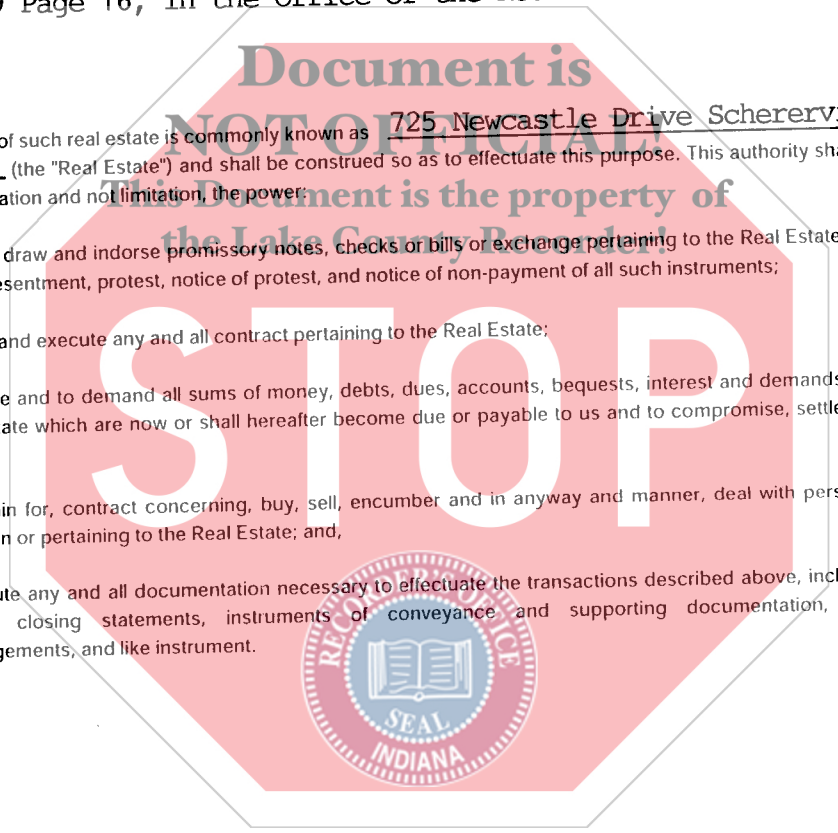 Page 16, in the Office of the
Document is
NOT OFFICIAL!
This Document is the property of
the Lake County Recorder!
of such real estate is commonly known as 725 Newcastle Drive Scherervi
(the "Real Estate") and shall be construed so as to effectuate this purpose. This authority sha
ation and not limitation, the power:
draw and indorse promissory notes, checks or bills or exchange pertaining to the Real Estate
esentment, protest, notice of protest, and notice of non-payment of all such instruments;
and execute any and all contract pertaining to the Real Estate;
e and to demand all sums of money, debts, dues, accounts, bequests, interest and demands
ate which are now or shall hereafter become due or payable to us and to compromise, settle
STOP
in for, contract concerning, buy, sell, encumber and in anyway and manner, deal with pers
n or pertaining to the Real Estate; and,
ute any and all documentation necessary to effectuate the transactions described above, incl
closing statements, instruments of conveyance and supporting documentation,
gements, and like instrument.
RECORDER'S OFFICE
SEAL
INDIANA